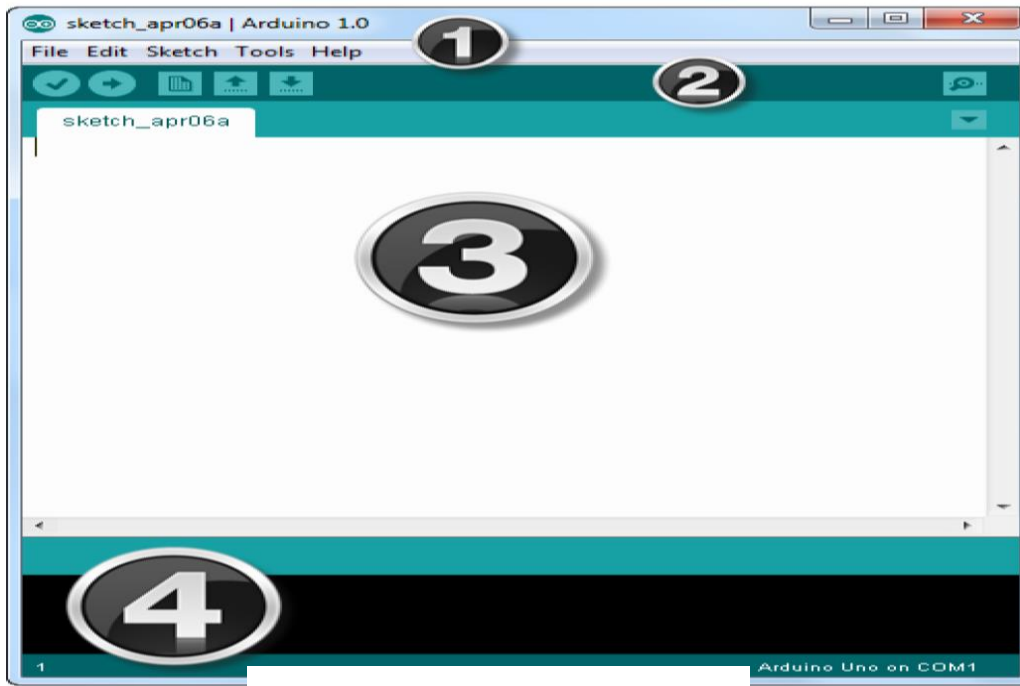 sketch_apr06a | Arduino 1.0
1
File Edit Sketch Tools Help
2
sketch_apr06a
3
4
1 Arduino Uno on COM1